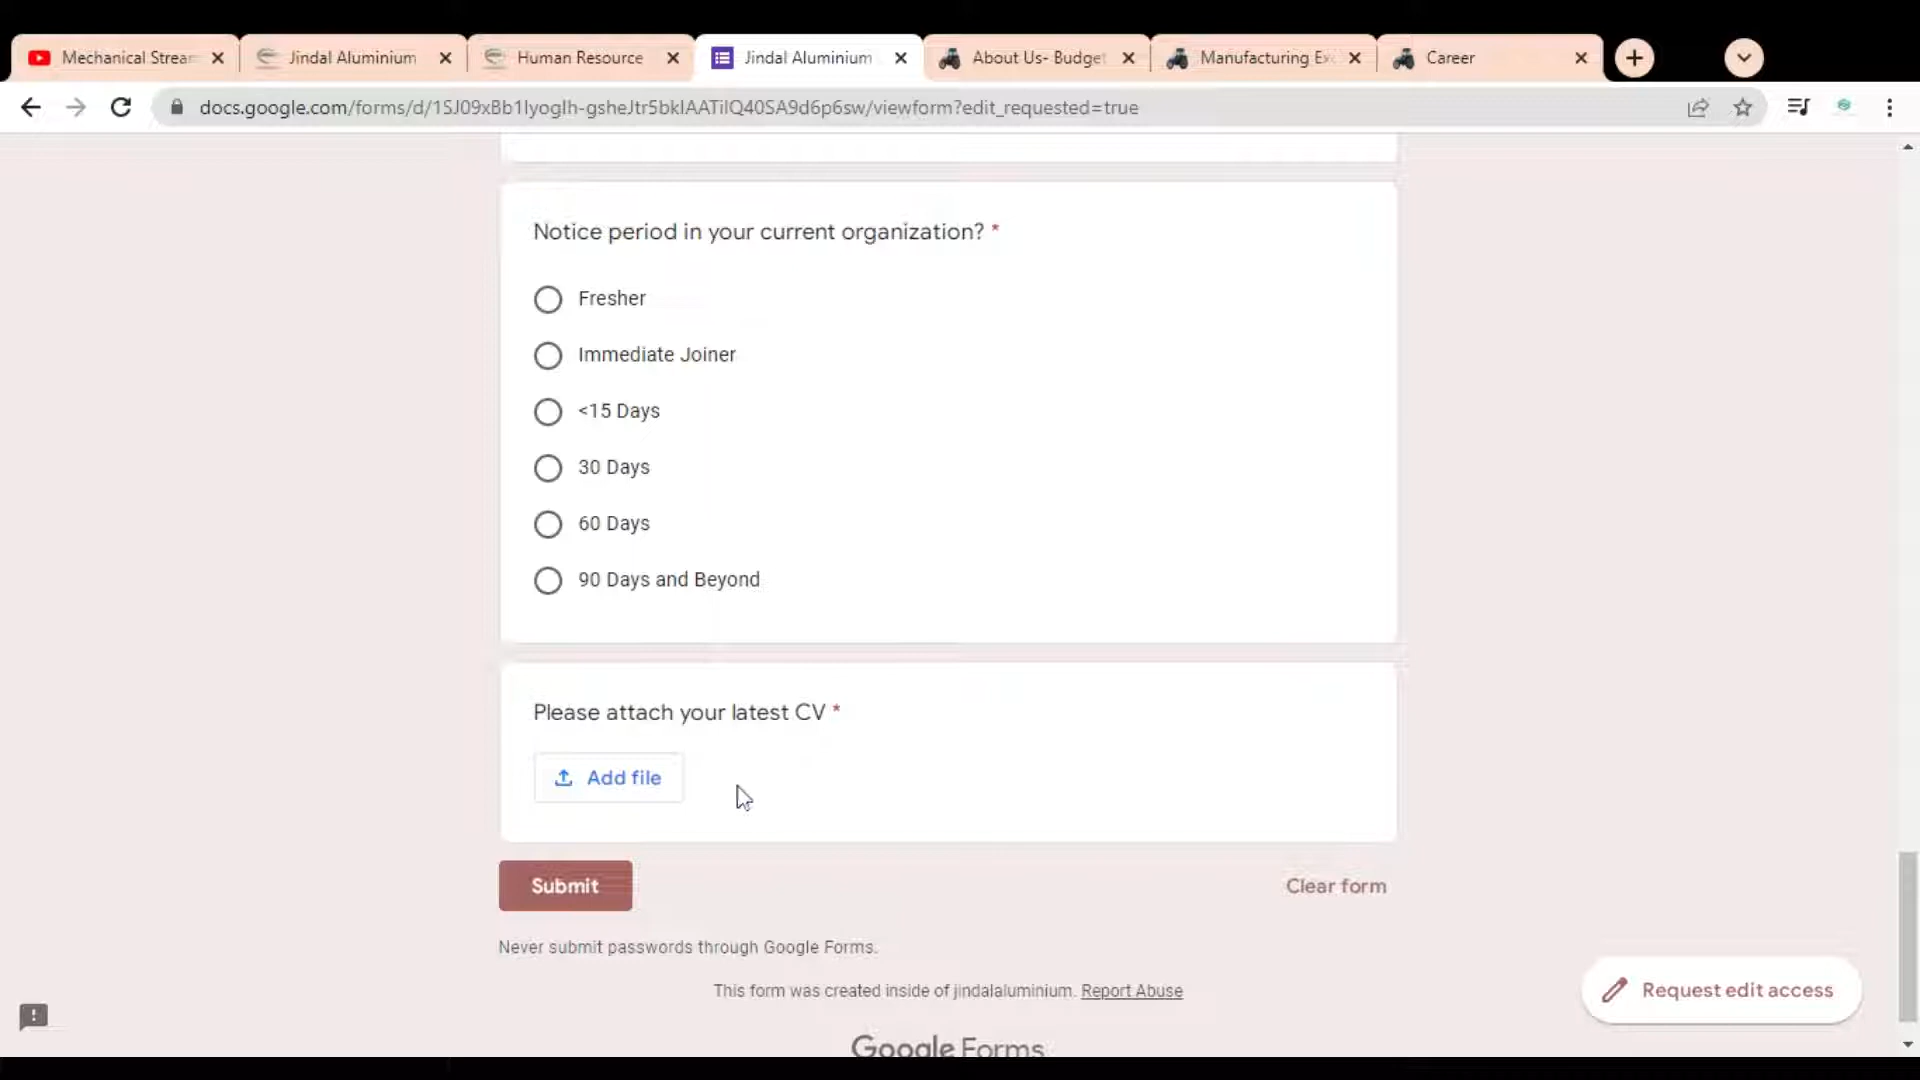 Mechanical Strear
Jindal Aluminium
Human Resource
Jindal Aluminium
About Us- Budget
Manufacturing Exc
Career
docs.google.com/forms/d/1SJ09xBb1lyoglh-gsheJtr5bklAATilQ40SA9d6p6sw/viewform?edit_requested=true
Notice period in your current organization? *
Fresher
Immediate Joiner
<15 Days
30 Days
60 Days
90 Days and Beyond
Please attach your latest CV *
Add file
Submit
Clear form
Never submit passwords through Google Forms.
This form was created inside of jindalaluminium. Report Abuse
Request edit access
Google Forms